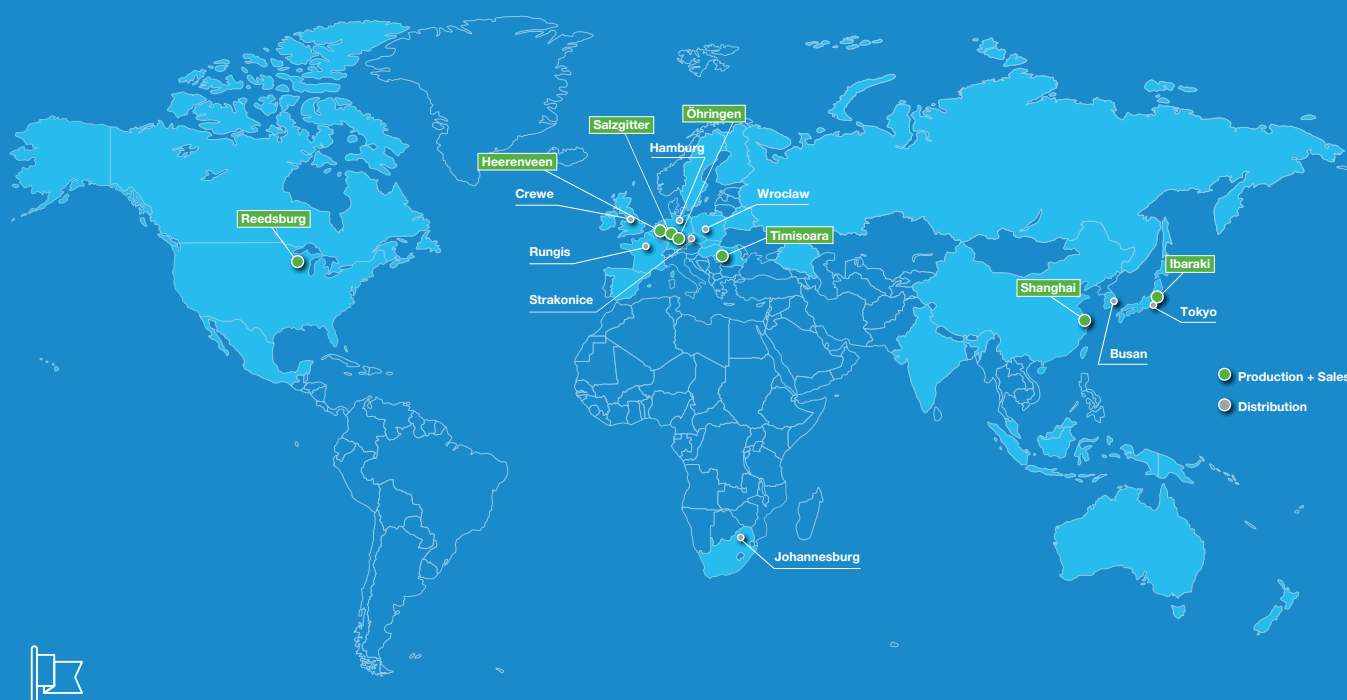 Öhringen
Salzgitter
Hamburg
Heerenveen
Crewe
Wroclaw
Reedsburg
Timisoara
Rungis
Ibaraki
Shanghai
Strakonice
Tokyo
Busan
Production + Sales
Distribution
Johannesburg